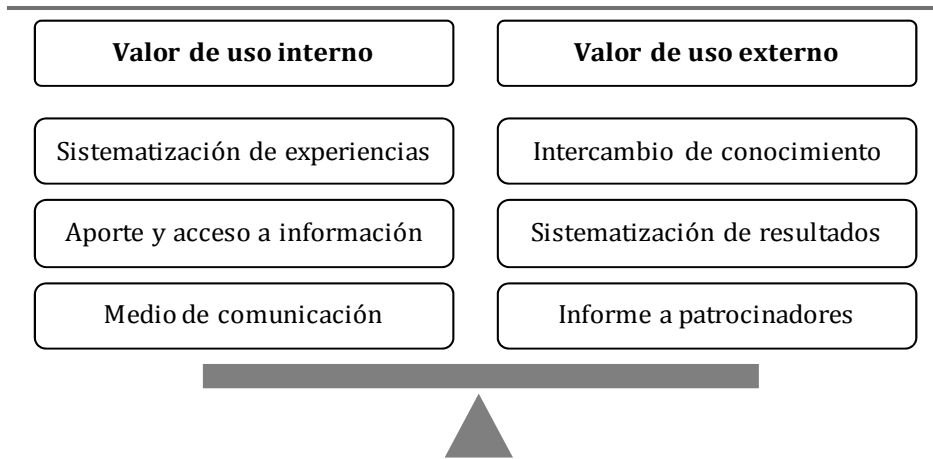 Valor de uso interno
Valor de uso externo
Sistematización de experiencias
Intercambio de conocimiento
Aporte y acceso a información
Sistematización de resultados
Medio de comunicación
Informe a patrocinadores